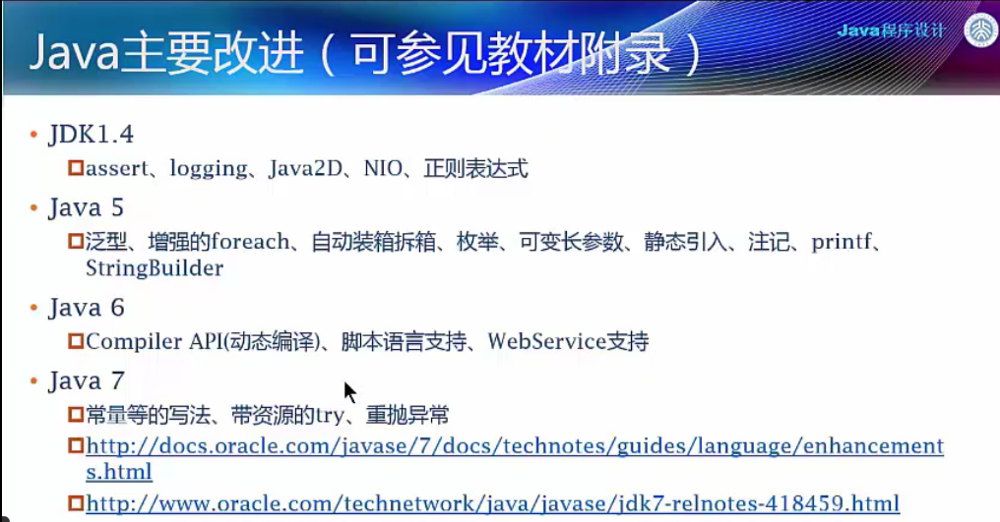 Java程序设计
Java主要改进（可参见教材附录）
• JDK1.4
assert、logging、Java2D、NIO、正则表达式
• Java 5
泛型、增强的foreach、自动装箱拆箱、枚举、可变长参数、静态引入、注记、printf、
StringBuilder
• Java 6
Compiler API(动态编译)、脚本语言支持、WebService支持
• Java 7
常量等的写法、带资源的try、重抛异常
http://docs.oracle.com/javase/7/docs/technotes/guides/language/enhancement
s.html
http://www.oracle.com/technetwork/java/javase/jdk7-relnotes-418459.html